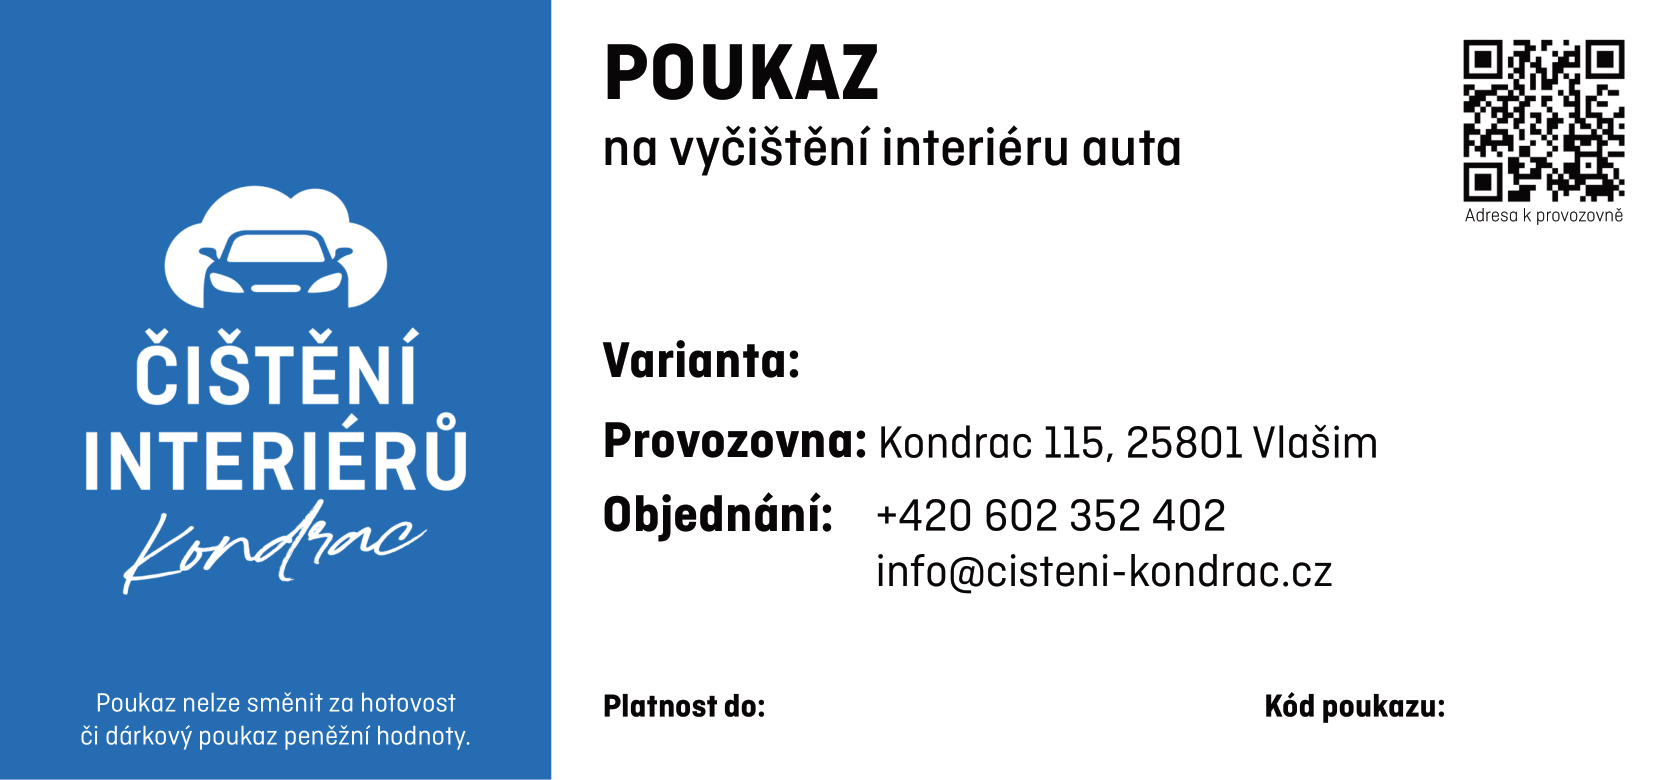 ČIŠTĚNÍ
INTERIÉRŮ
Kondrac
Poukaz nelze směnit za hotovost
či dárkový poukaz peněžní hodnoty.
POUKAZ
na vyčištění interiéru auta
Adresa k provozovně
Varianta:
Provozovna: Kondrac 115, 25801 Vlašim
Objednání: +420 602 352 402
info@cisteni-kondrac.cz
Platnost do:
Kód poukazu: